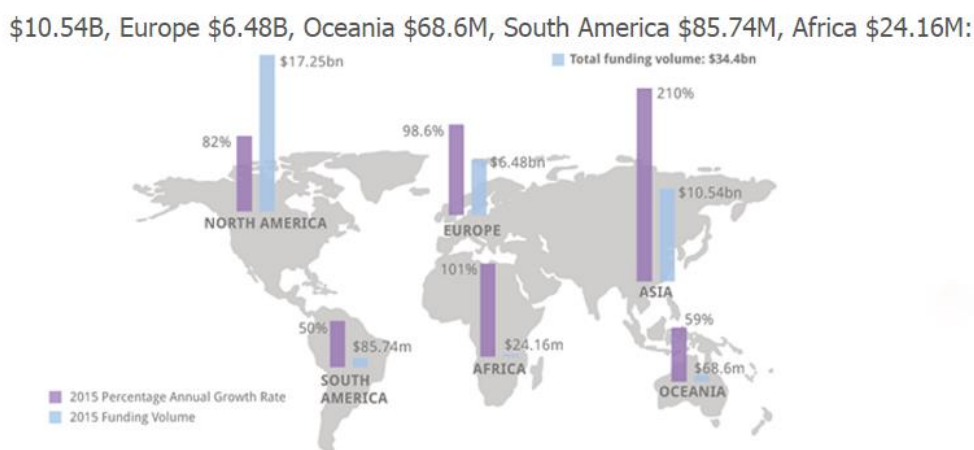 $10.54B, Europe $6.48B, Oceania $68.6M, South America $85.74M, Africa $24.16M:
$17.25bn
Total funding volume: $34.4bn
82%
NORTH AMERICA
98.6%
$6.48bn
EUROPE
210%
$10.54bn
ASIA
101%
$24.16m
AFRICA
50%
$85.74m
SOUTH
AMERICA
59%
$68.6m
OCEANIA
2015 Percentage Annual Growth Rate
2015 Funding Volume